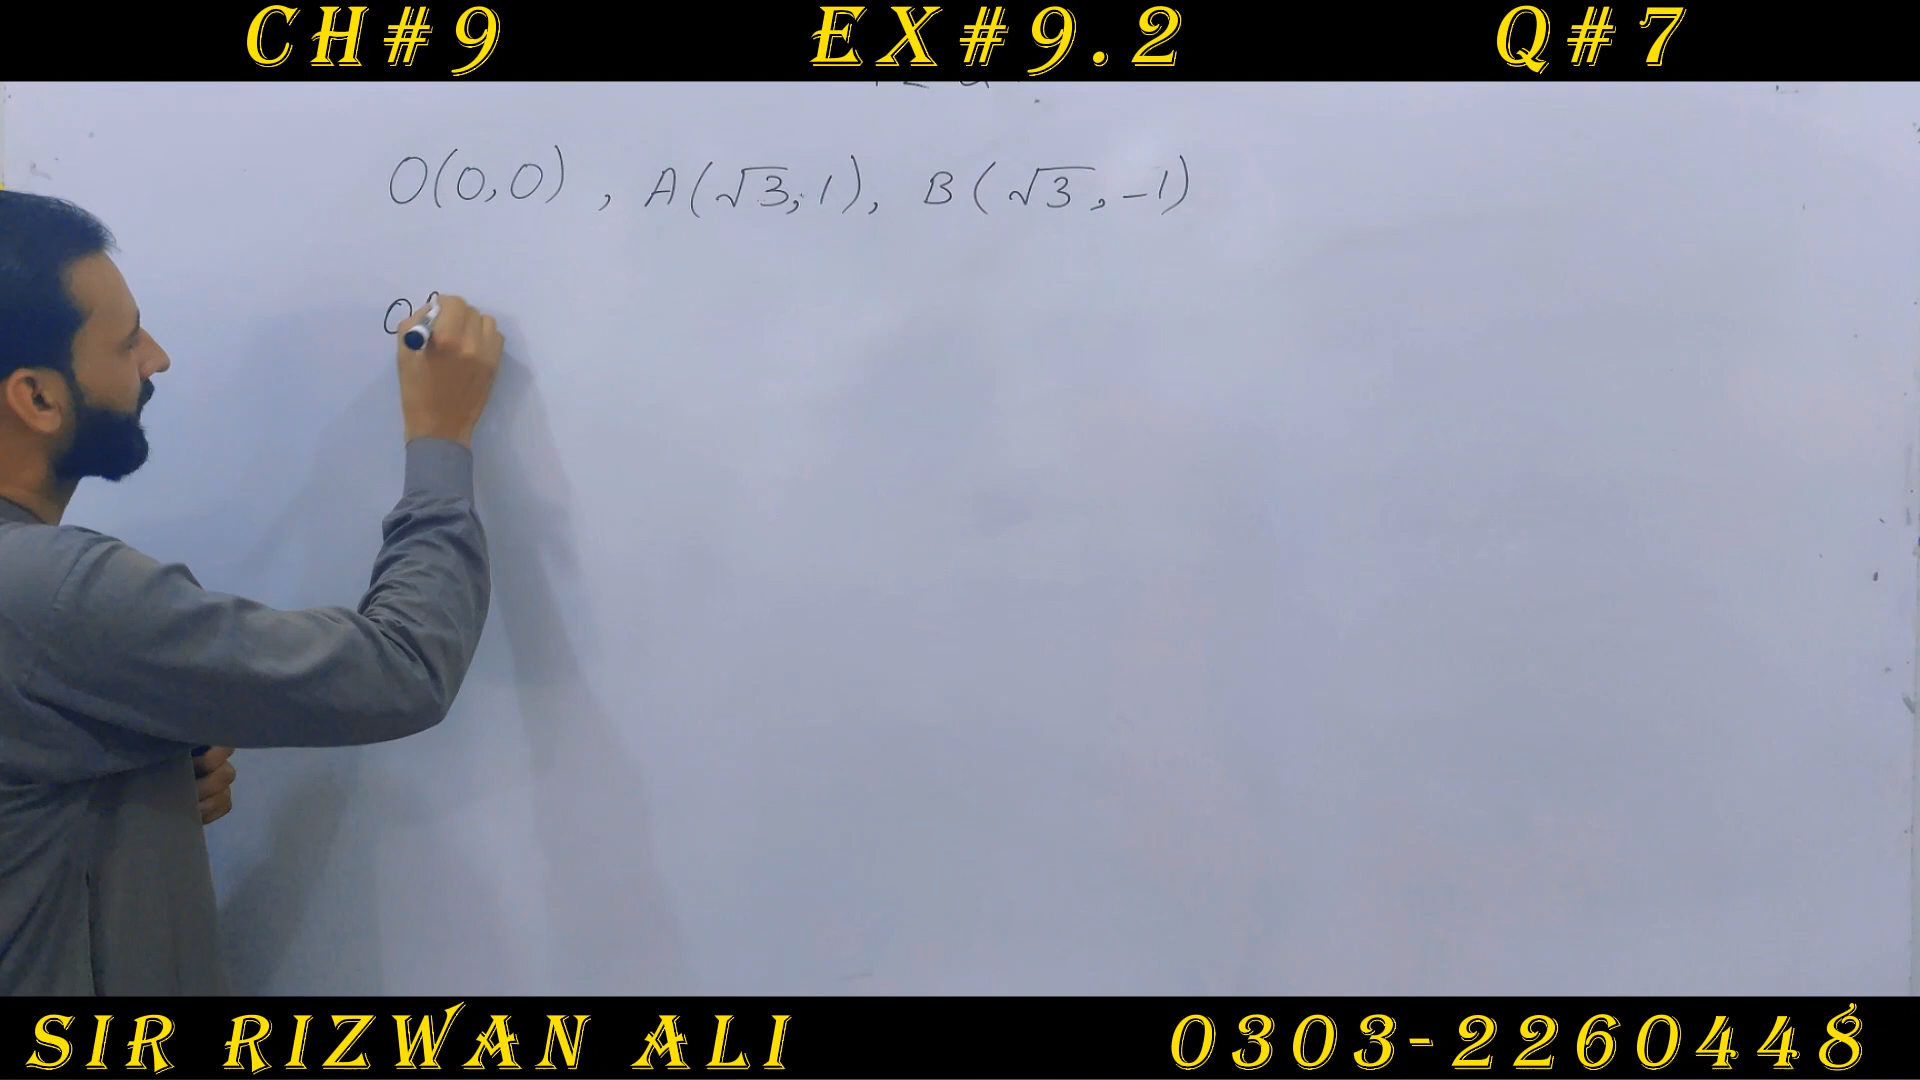 CH#9 EX#9.2 Q#7
O(0,0) , A(√3,1), B(√3,-1)
O
SIR RIZWAN ALI 0303-2260448